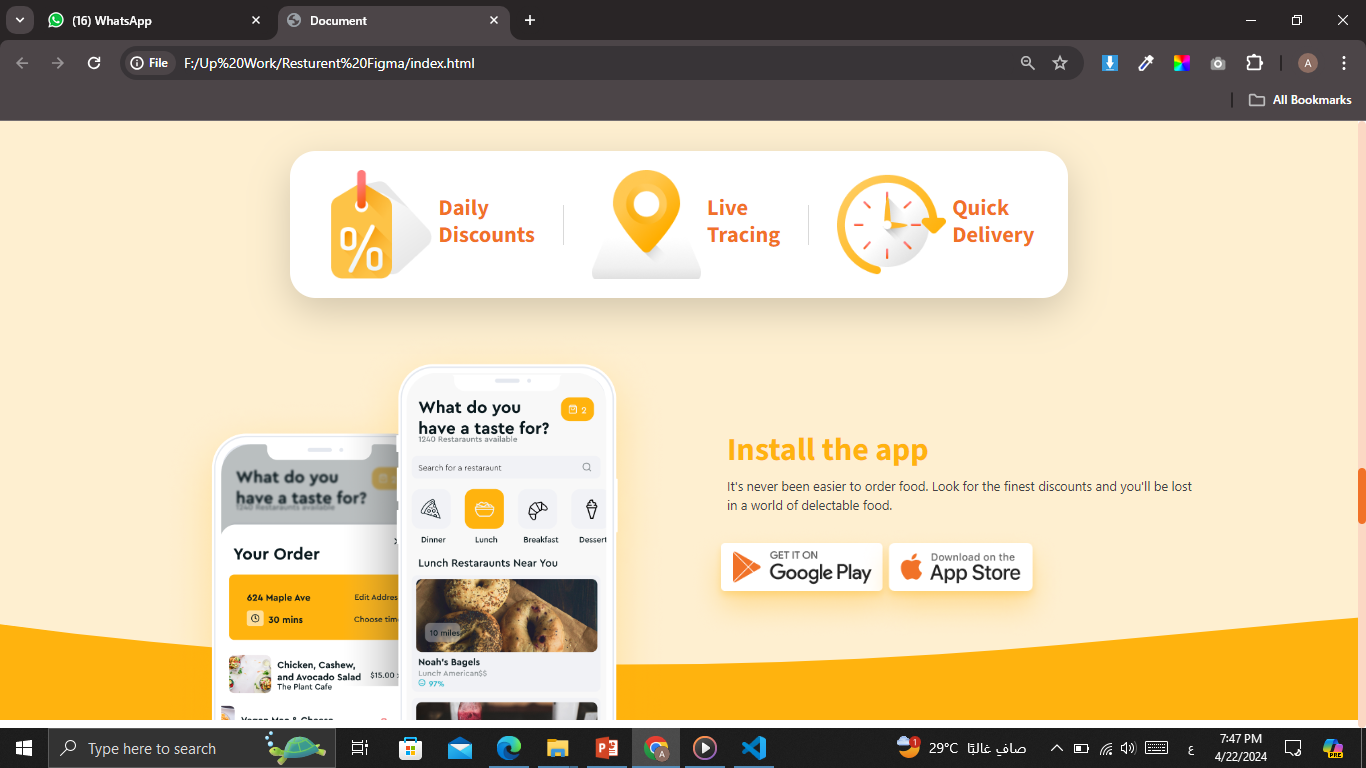 (16) WhatsApp
Document
File
F:/Up%20Work/Resturent%20Figma/index.html
A
All Bookmarks
%
Daily
Discounts
Live
Tracing
Quick
Delivery
What do you
have a taste for?
1240 Restaraunts available
2
Search for a restaraunt
Dinner
Lunch
Breakfast
Dessert
Lunch Restaraunts Near You
10 miles
Noah's Bagels
Lunch American$$
97%
What do you
have a taste for?
1240 Restaraunts available
Your Order
624 Maple Ave
Edit Addres
30 mins
Choose time
Chicken, Cashew,
and Avocado Salad
$15.00
The Plant Cafe
Install the app
It's never been easier to order food. Look for the finest discounts and you'll be lost
in a world of delectable food.
GET IT ON
Google Play
Download on the
App Store
Type here to search
A
1
29°C
صافٍ غالبًا
ع
7:47 PM
4/22/2024
PRE